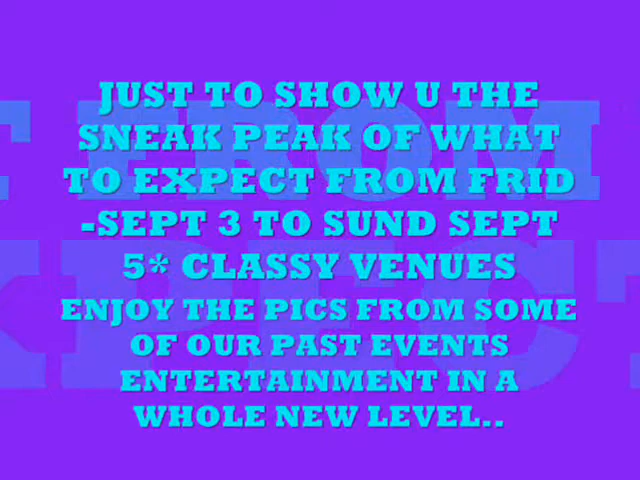 JUST TO SHOW U THE
SNEAK PEAK OF WHAT
TO EXPECT FROM FRID
-SEPT 3 TO SUND SEPT
5* CLASSY VENUES
ENJOY THE PICS FROM SOME
OF OUR PAST EVENTS
ENTERTAINMENT IN A
WHOLE NEW LEVEL..